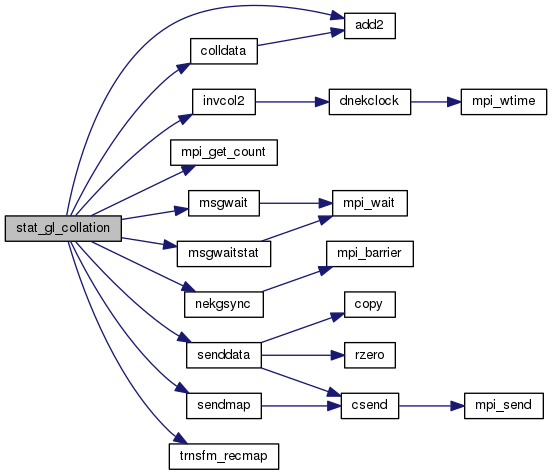 add2
colldata
invcol2
dnekclock
mpi_wtime
mpi_get_count
msgwait
mpi_wait
stat_gl_collation
msgwaitstat
mpi_barrier
nekgsync
copy
senddata
rzero
sendmap
csend
mpi_send
trnsfm_recmap